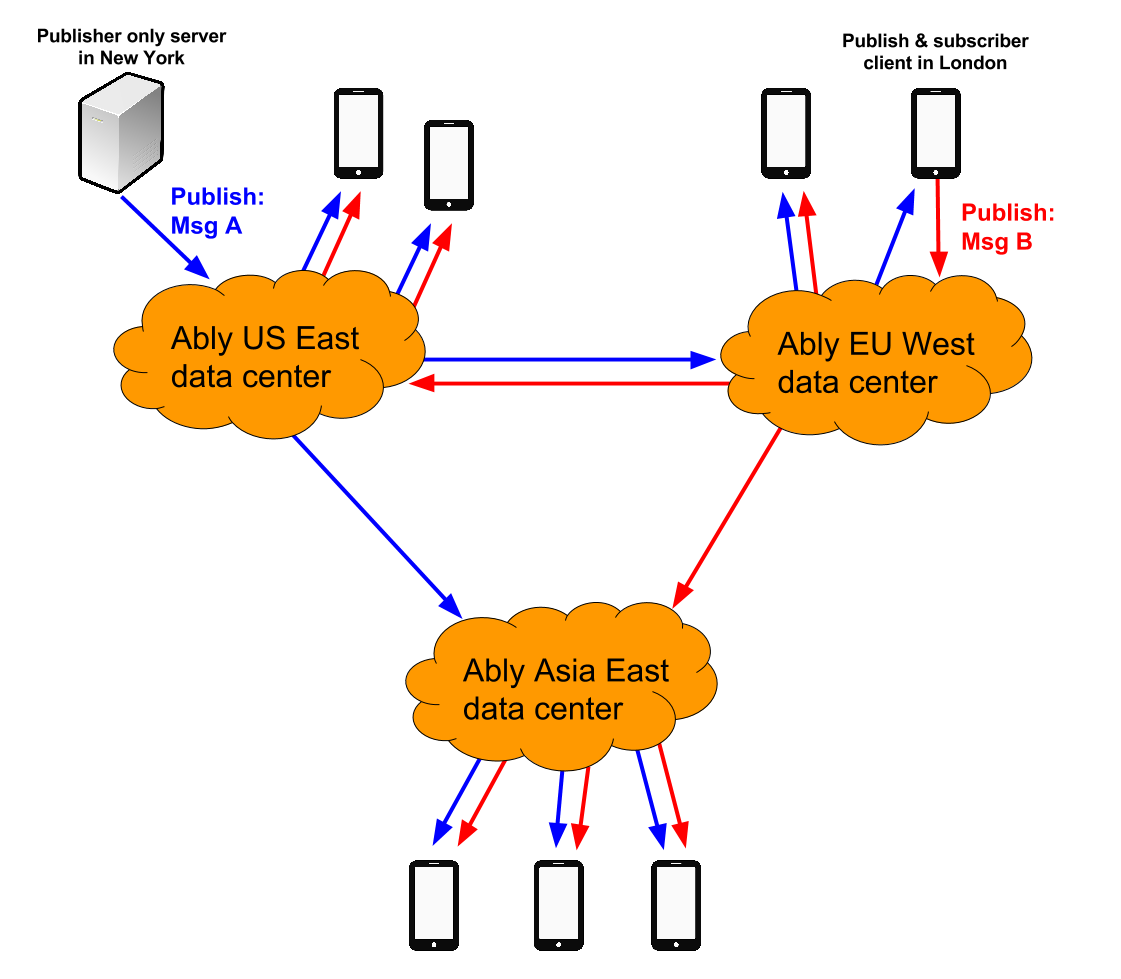 Publisher only server
in New York
Publish & subscriber
client in London
Publish:
Msg A
Publish:
Msg B
Ably US East
data center
Ably EU West
data center
Ably Asia East
data center